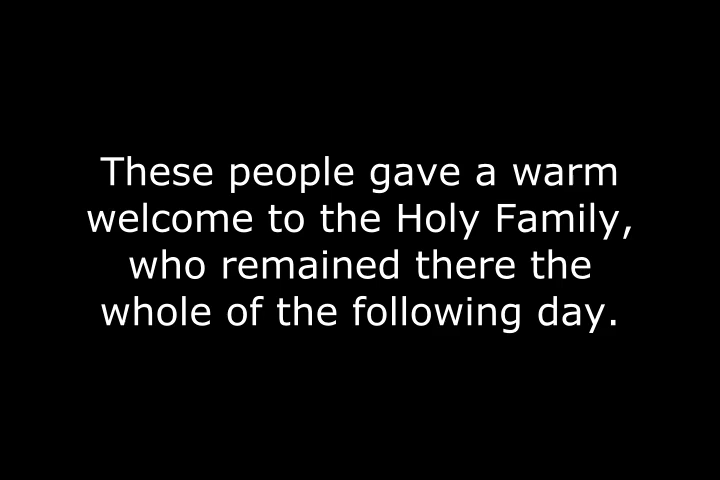 These people gave a warm
welcome to the Holy Family,
who remained there the
whole of the following day.